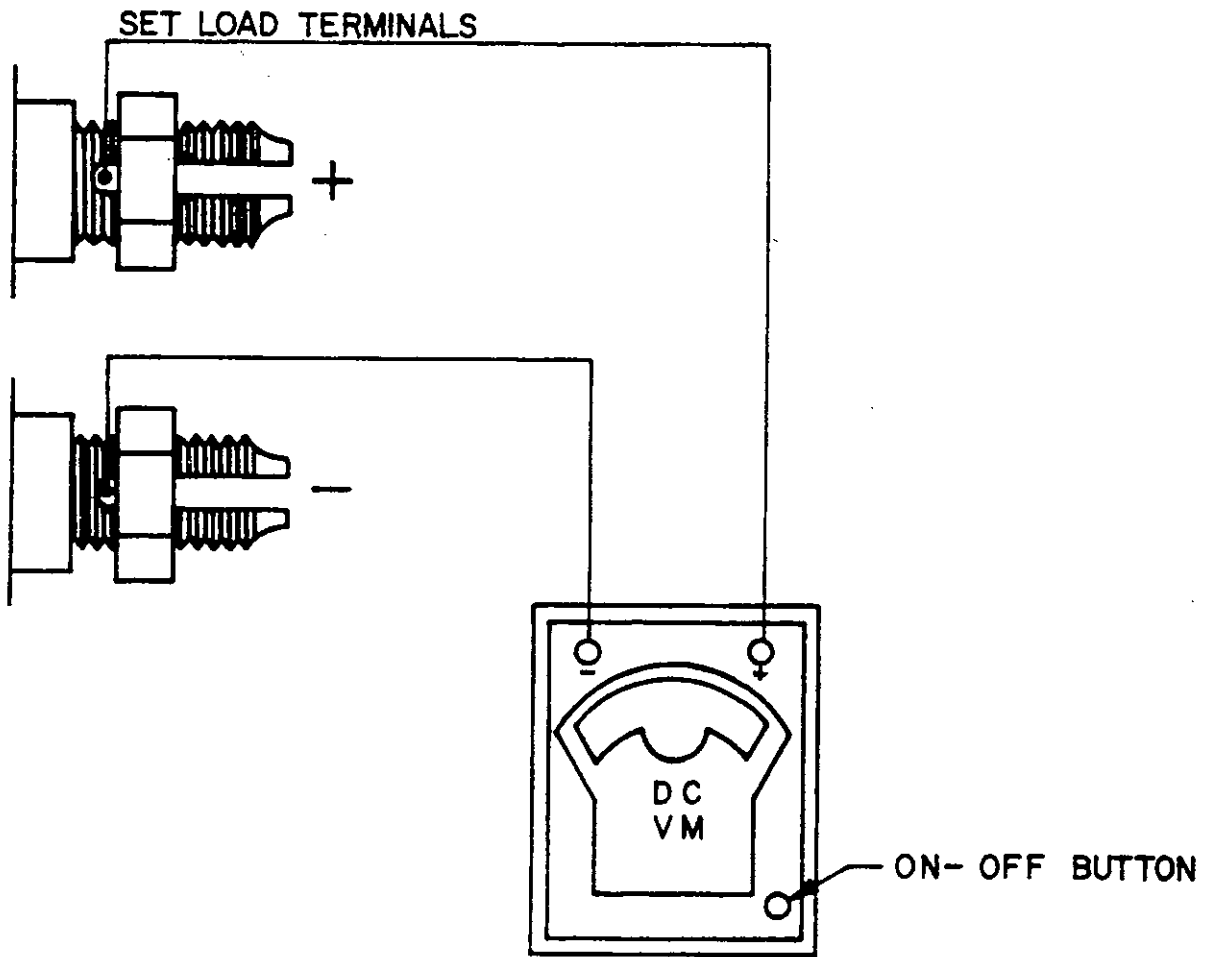 SET LOAD TERMINALS
+
−
- +
DC
VM
ON-OFF BUTTON